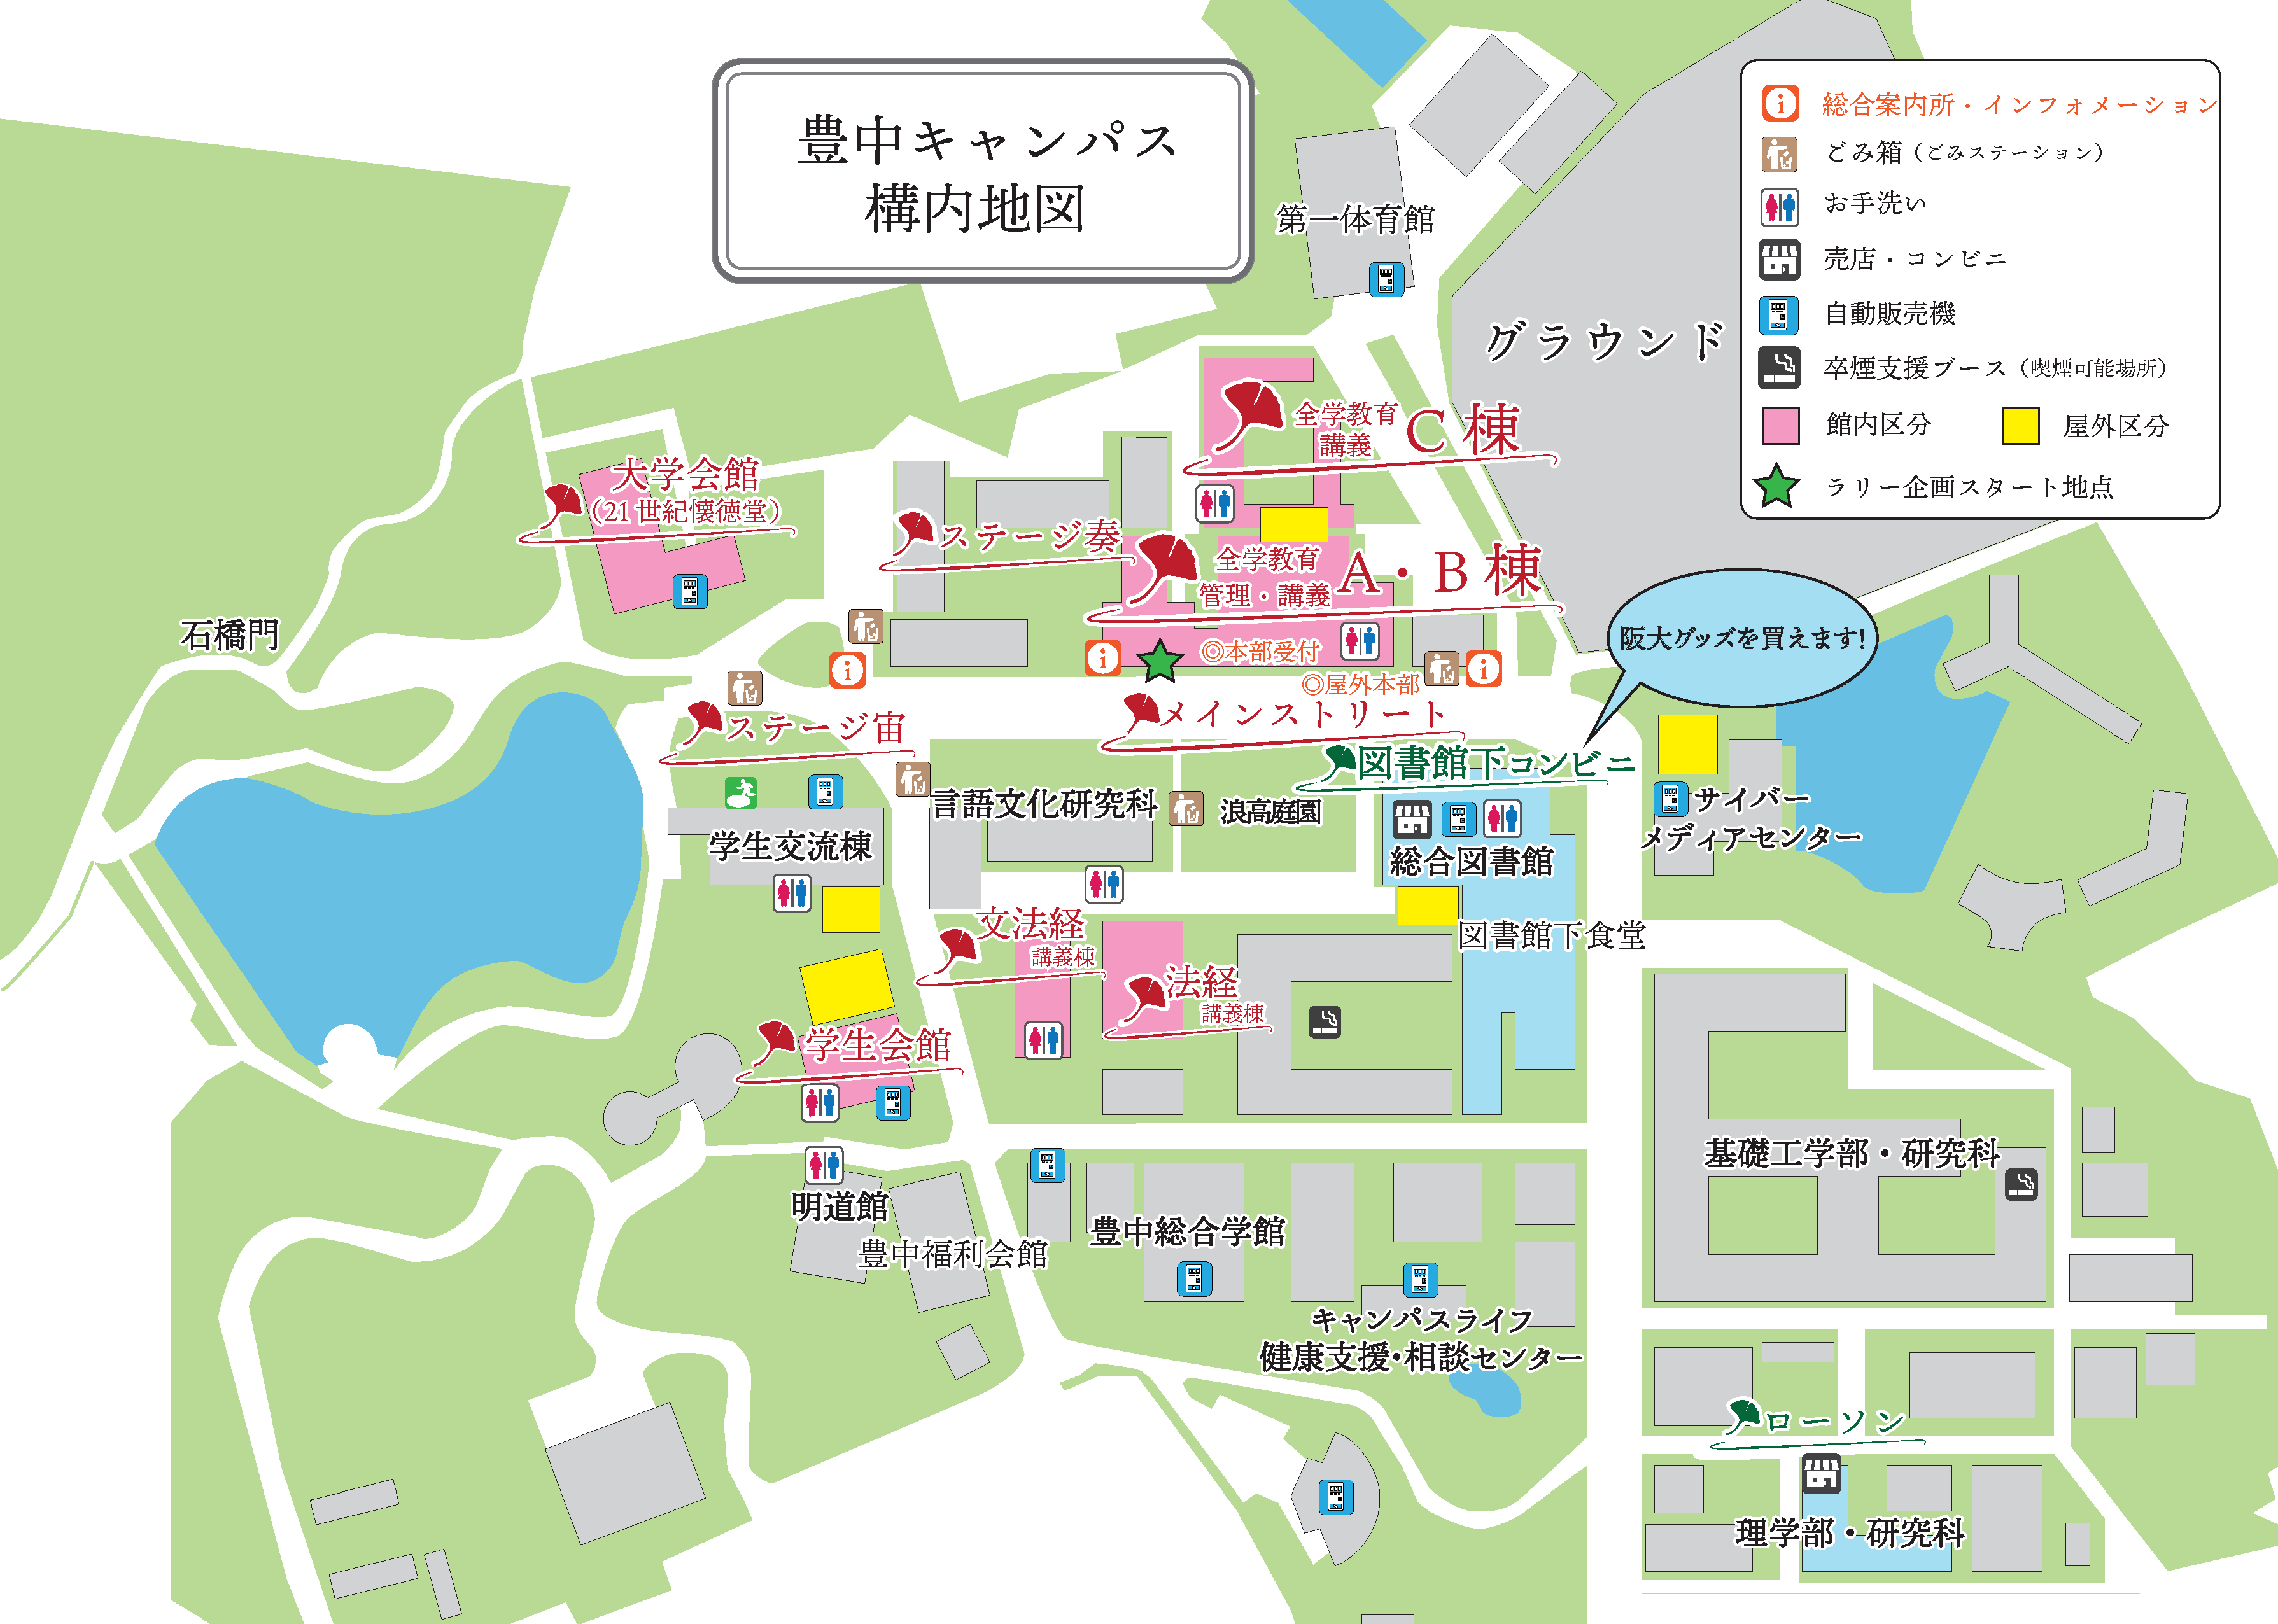 豊中キャンパス
構内地図
総合案内所・インフォメーション
ごみ箱（ごみステーション）
お手洗い
売店・コンビニ
自動販売機
卒煙支援ブース（喫煙可能場所）
館内区分
屋外区分
ラリー企画スタート地点
第一体育館
グラウンド
全学教育
講義
C棟
大学会館
（21世紀懐徳堂）
ステージ奏
全学教育
管理・講義
A・B棟
石橋門
阪大グッズを買えます!
◎本部受付
◎屋外本部
ステージ宙
メインストリート
図書館下コンビニ
言語文化研究科
浪高庭園
サイバー
メディアセンター
学生交流棟
総合図書館
文法経
講義棟
図書館下食堂
法経
講義棟
学生会館
基礎工学部・研究科
明道館
豊中総合学館
豊中福利会館
キャンパスライフ
健康支援・相談センター
ローソン
理学部・研究科